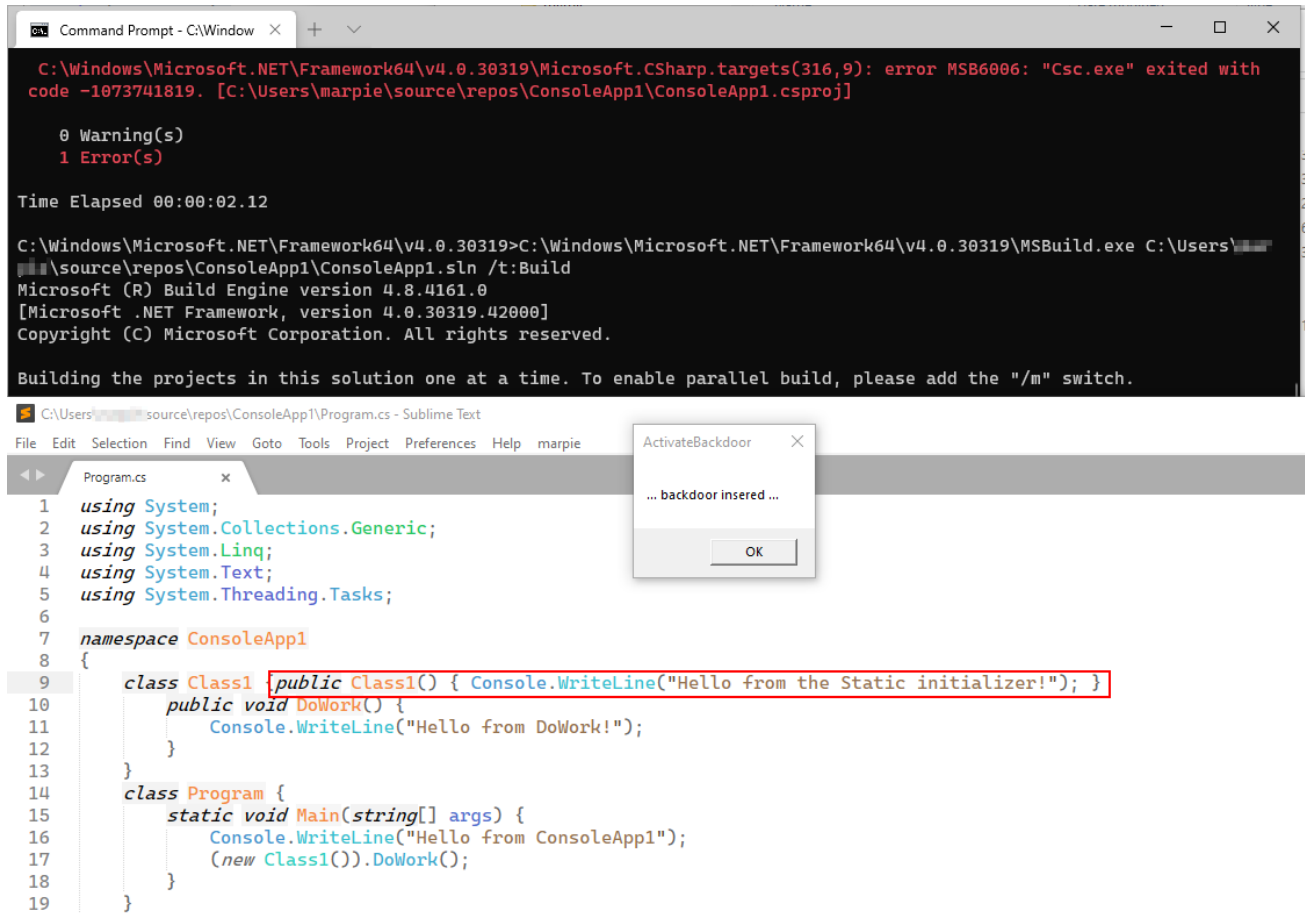 Command Prompt - C:\Window
C:\Windows\Microsoft.NET\Framework64\v4.0.30319\Microsoft.CSharp.targets(316,9): error MSB6006: "Csc.exe" exited with
code -1073741819. [C:\Users\marpie\source\repos\ConsoleApp1\ConsoleApp1.csproj]
0 Warning(s)
1 Error(s)
Time Elapsed 00:00:02.12
C:\Windows\Microsoft.NET\Framework64\v4.0.30319>C:\Windows\Microsoft.NET\Framework64\v4.0.30319\MSBuild.exe C:\Users\
\source\repos\ConsoleApp1\ConsoleApp1.sln /t:Build
Microsoft (R) Build Engine version 4.8.4161.0
[Microsoft .NET Framework, version 4.0.30319.42000]
Copyright (C) Microsoft Corporation. All rights reserved.
Building the projects in this solution one at a time. To enable parallel build, please add the "/m" switch.
C:\Users source\repos\ConsoleApp1\Program.cs - Sublime Text
File Edit Selection Find View Goto Tools Project Preferences Help marpie
Program.cs
ActivateBackdoor
... backdoor insered ...
OK
1 using System;
2 using System.Collections.Generic;
3 using System.Linq;
4 using System.Text;
5 using System.Threading.Tasks;
6
7 namespace ConsoleApp1
8 {
9 class Class1 {public Class1() { Console.WriteLine("Hello from the Static initializer!"); }
10 public void DoWork() {
11 Console.WriteLine("Hello from DoWork!");
12 }
13 }
14 class Program {
15 static void Main(string[] args) {
16 Console.WriteLine("Hello from ConsoleApp1");
17 (new Class1()).DoWork();
18 }
19 }